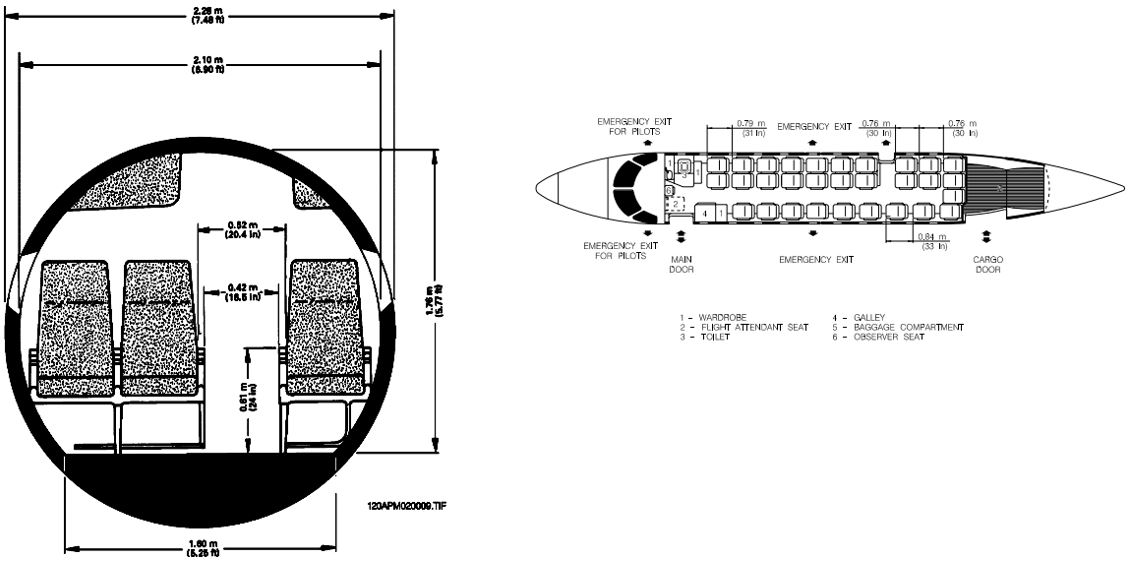 2.28 m
(7.48 ft)
2.10 m
(6.90 ft)
0.52 m
(20.4 in)
0.42 m
(16.5 in)
1.76 m
(5.77 ft)
0.61 m
(24 in)
120APM020009.TIF
1.60 m
(5.25 ft)
EMERGENCY EXIT
FOR PILOTS
0.79 m
(31 in)
EMERGENCY EXIT
0.76 m
(30 in)
0.76 m
(30 in)
1
3
1
6
2
4
1
0.84 m
(33 in)
EMERGENCY EXIT
FOR PILOTS
MAIN
DOOR
EMERGENCY EXIT
CARGO
DOOR
1 - WARDROBE
2 - FLIGHT ATTENDANT SEAT
3 - TOILET
4 - GALLEY
5 - BAGGAGE COMPARTMENT
6 - OBSERVER SEAT